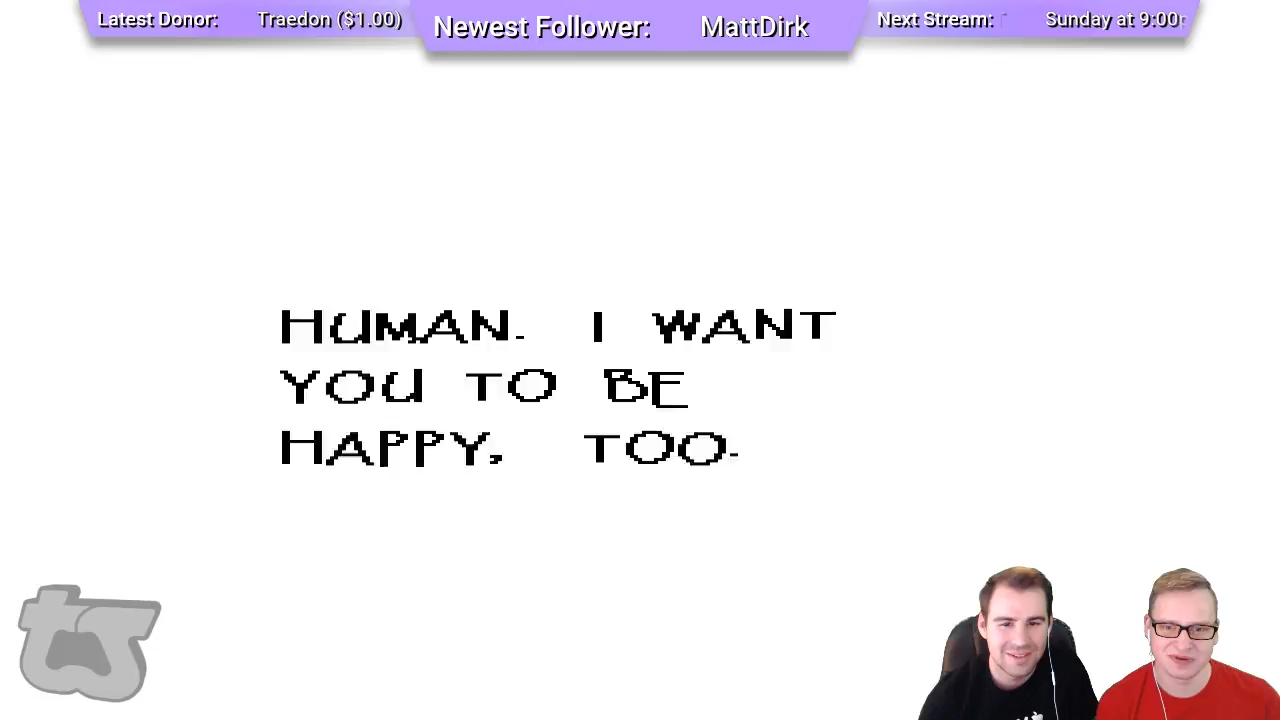 Latest Donor: Traedon ($1.00)
Newest Follower: MattDirk
Next Stream: Sunday at 9:00
HUMAN. I WANT
YOU TO BE
HAPPY, TOO.